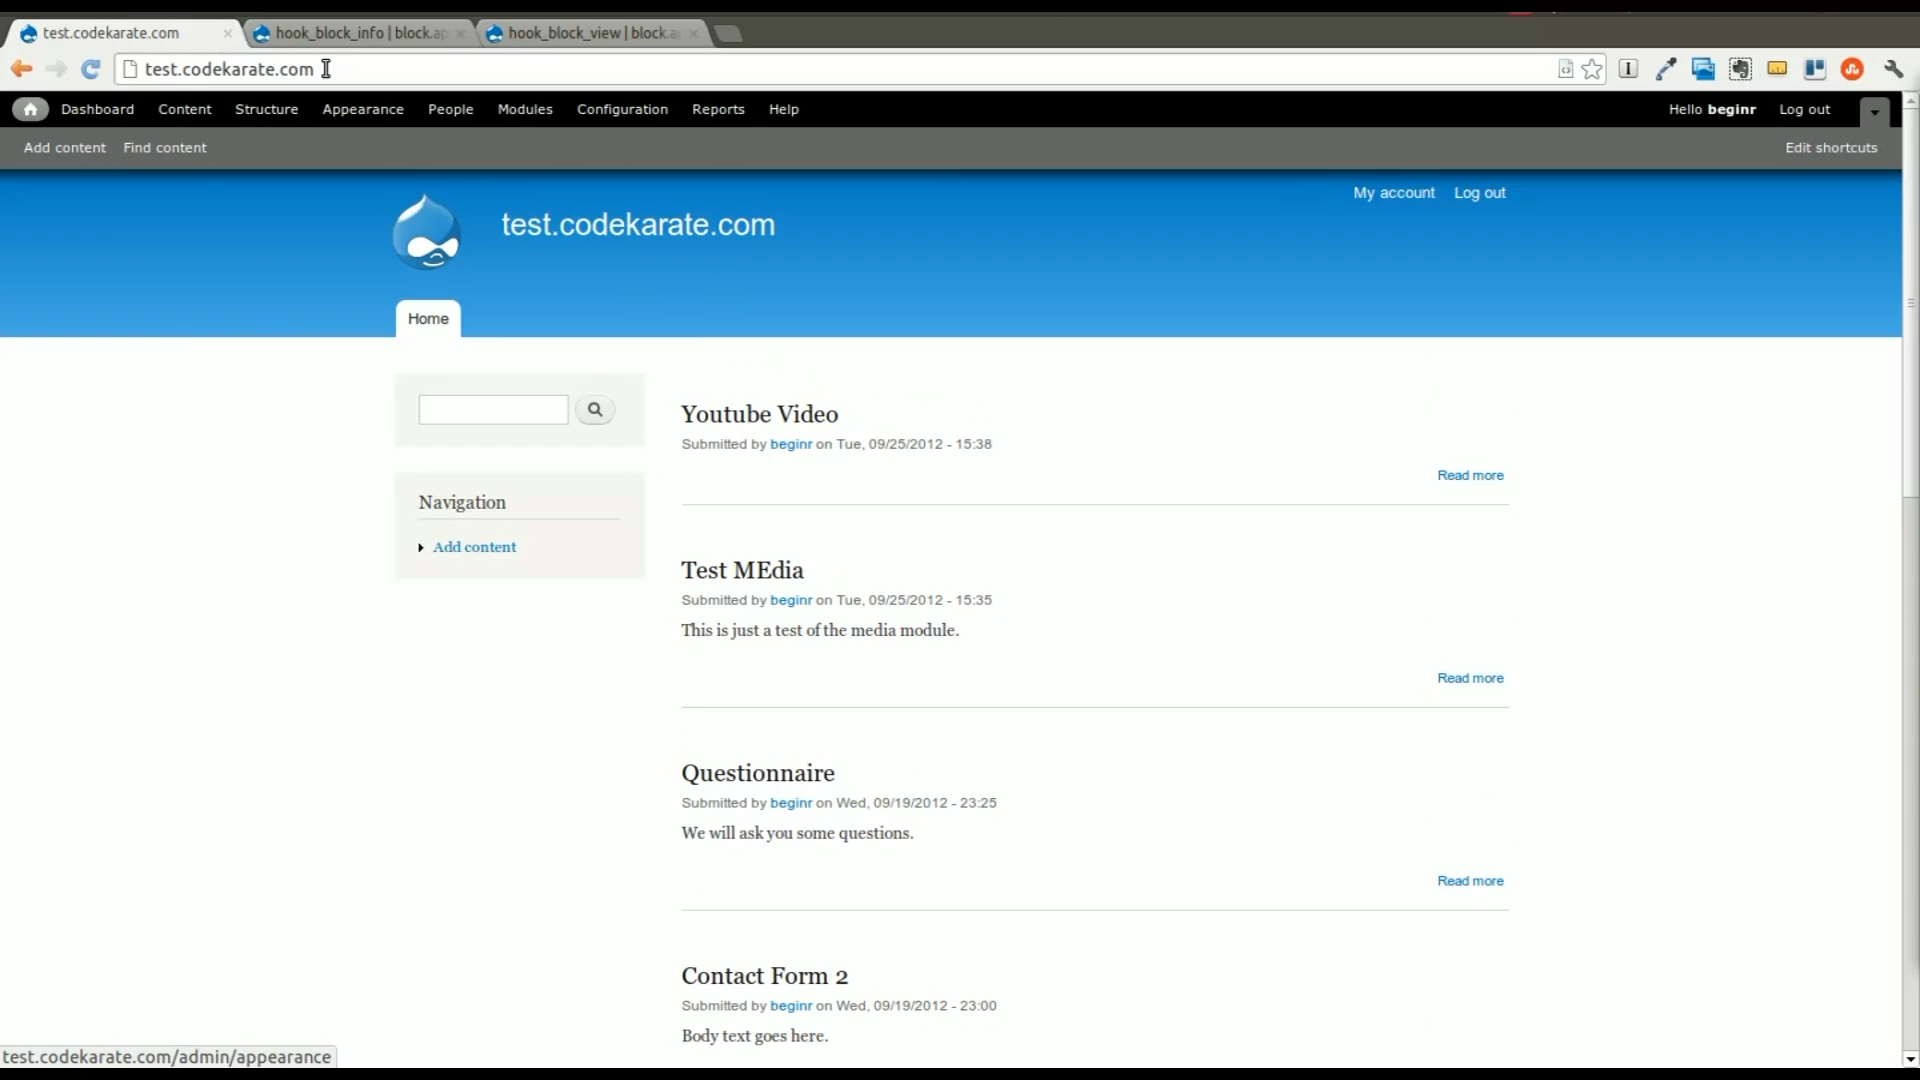 test.codekarate.com
hook_block_info | block.ap
hook_block_view | block.a
test.codekarate.com
Dashboard Content Structure Appearance People Modules Configuration Reports Help
Hello beginr Log out
Add content Find content
Edit shortcuts
My account Log out
test.codekarate.com
Home
Youtube Video
Submitted by beginr on Tue, 09/25/2012 - 15:38
Read more
Navigation
Add content
Test MEdia
Submitted by beginr on Tue, 09/25/2012 - 15:35
This is just a test of the media module.
Read more
Questionnaire
Submitted by beginr on Wed, 09/19/2012 - 23:25
We will ask you some questions.
Read more
Contact Form 2
Submitted by beginr on Wed, 09/19/2012 - 23:00
Body text goes here.
test.codekarate.com/admin/appearance